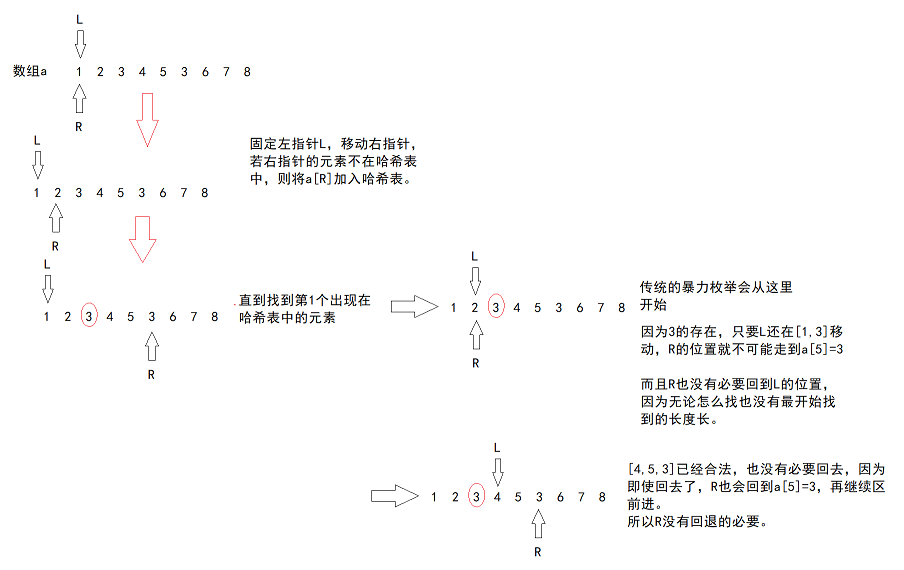 L
数组a 1 2 3 4 5 3 6 7 8
R
固定左指针L，移动右指针，
若右指针的元素不在哈希表
中，则将a[R]加入哈希表。
L
1 2 3 4 5 3 6 7 8
R
L
1 2 3 4 5 3 6 7 8
R
直到找到第1个出现在
哈希表中的元素
L
1 2 3 4 5 3 6 7 8
R
传统的暴力枚举会从这里
开始
因为3的存在，只要L还在[1,3]移
动，R的位置就不可能走到a[5]=3
而且R也没有必要回到L的位置，
因为无论怎么找也没有最开始找
到的长度长。
L
1 2 3 4 5 3 6 7 8
R
[4,5,3]已经合法，也没有必要回去，因为
即使回去了，R也会回到a[5]=3，再继续区
前进。
所以R没有回退的必要。